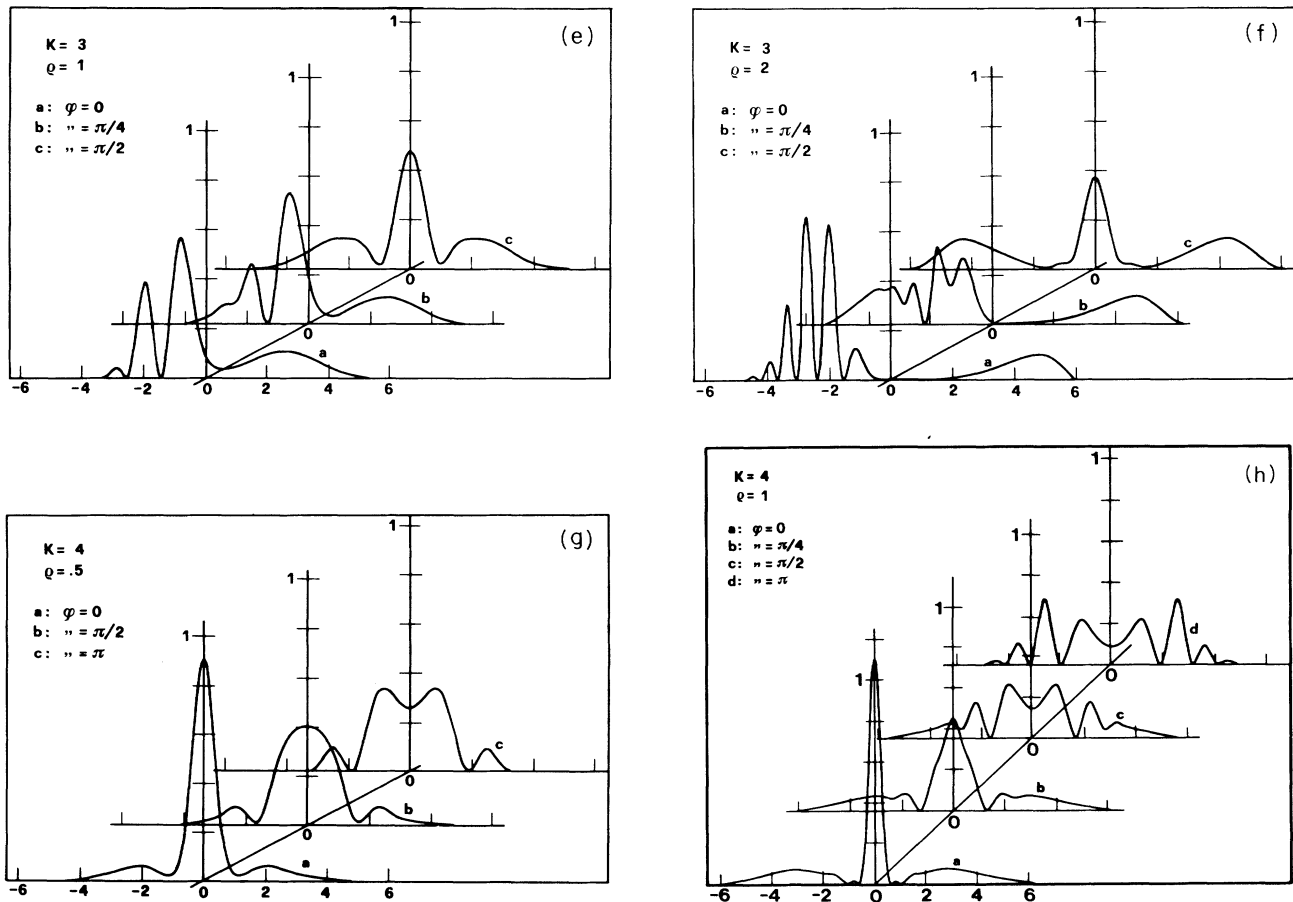 (e)
K = 3
ϱ = 1
a: φ = 0
b: " = π/4
c: " = π/2
1
1
1
c
0
b
0
a
-6 -4 -2 0 2 4 6
(f)
K = 3
ϱ = 2
a: φ = 0
b: " = π/4
c: " = π/2
1
1
1
c
0
b
0
a
-6 -4 -2 0 2 4 6
(g)
K = 4
ϱ = .5
a: φ = 0
b: " = π/2
c: " = π
1
1
1
c
0
b
0
a
-6 -4 -2 0 2 4 6
(h)
K = 4
ϱ = 1
a: φ = 0
b: " = π/4
c: " = π/2
d: " = π
1
1
1
1
d
0
c
0
b
0
a
-6 -4 -2 0 2 4 6